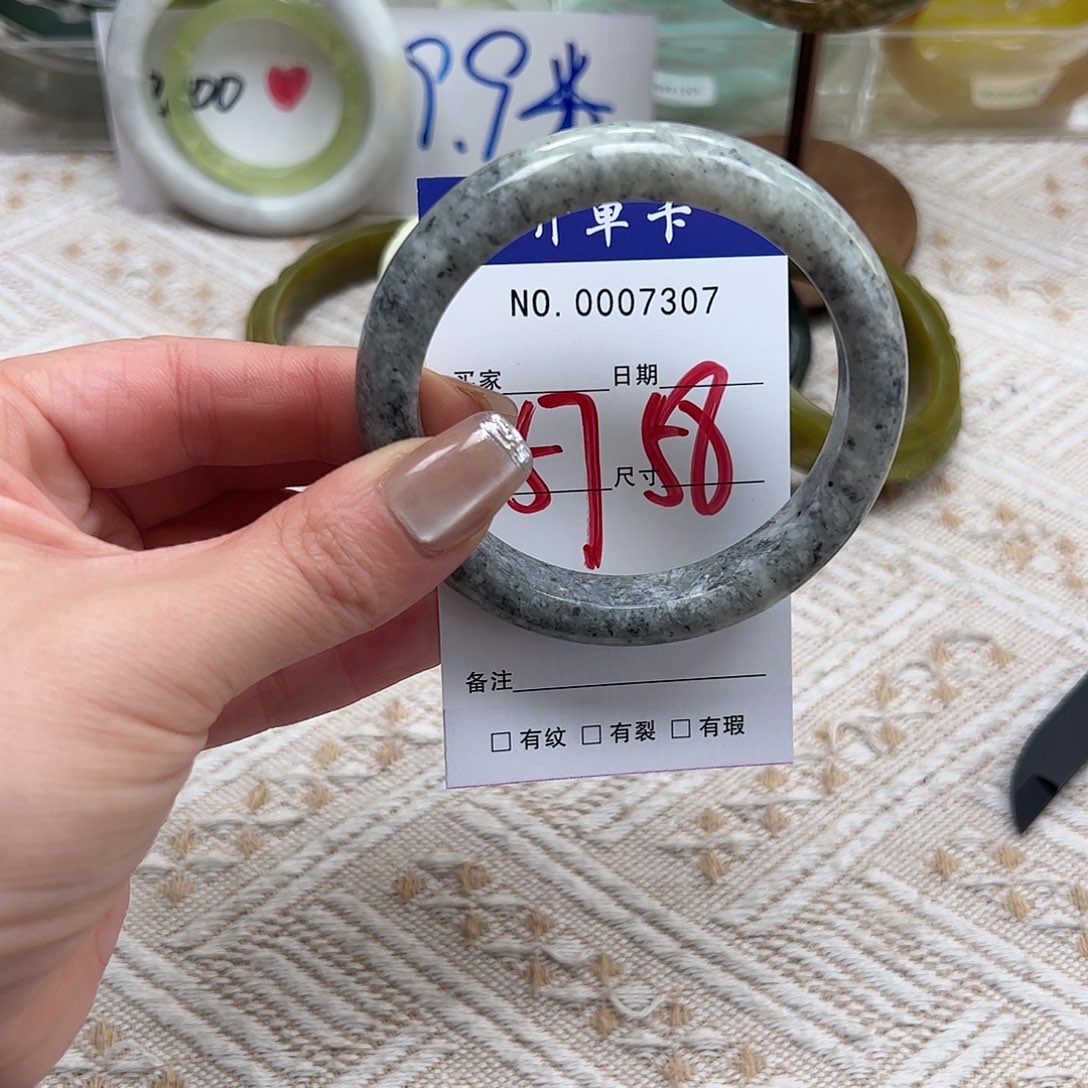 9.9米
开单卡
NO. 0007307
买家 日期
57 58
尺寸
备注
□有纹 □有裂 □有瑕